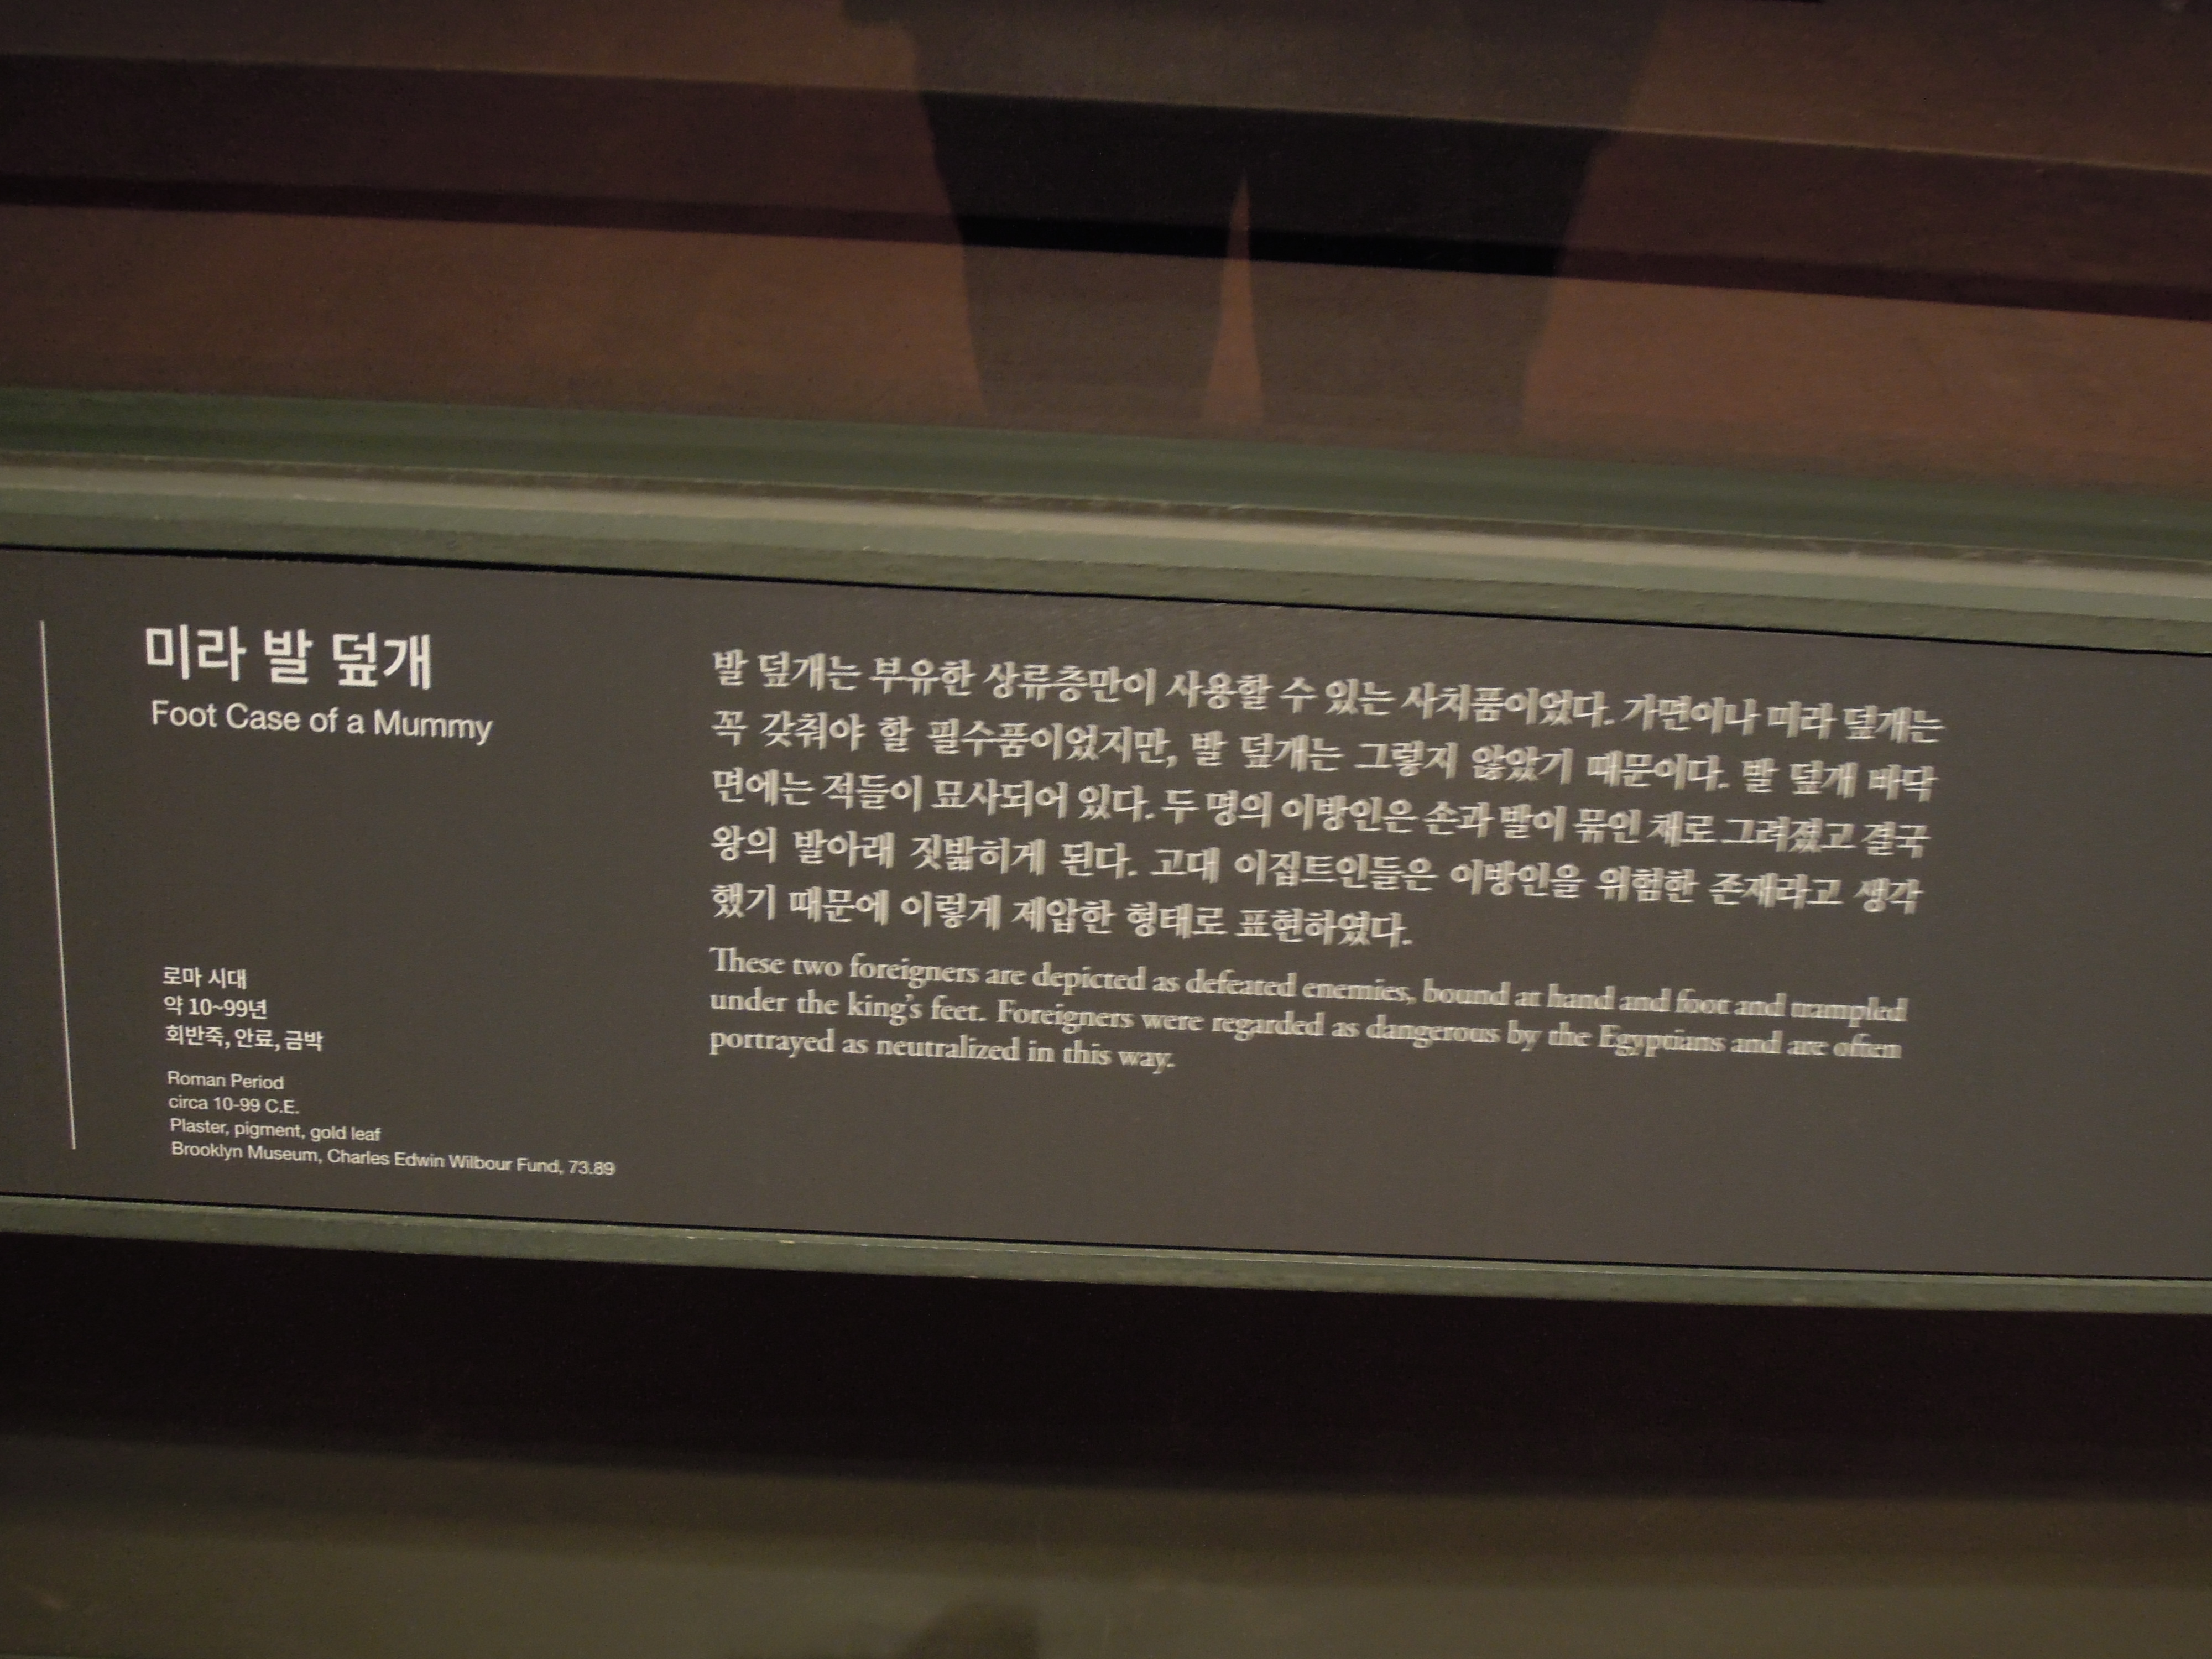 미라 발 덮개
Foot Case of a Mummy
로마 시대
약 10~99년
회반죽, 안료, 금박
Roman Period
circa 10-99 C.E.
Plaster, pigment, gold leaf
Brooklyn Museum, Charles Edwin Wilbour Fund, 73.89
발 덮개는 부유한 상류층만이 사용할 수 있는 사치품이었다. 가면이나 미라 덮개는
꼭 갖춰야 할 필수품이었지만, 발 덮개는 그렇지 않았기 때문이다. 발 덮개 바닥
면에는 적들이 묘사되어 있다. 두 명의 이방인은 손과 발이 묶인 채로 그려졌고 결국
왕의 발아래 짓밟히게 된다. 고대 이집트인들은 이방인을 위험한 존재라고 생각
했기 때문에 이렇게 제압한 형태로 표현하였다.
These two foreigners are depicted as defeated enemies, bound at hand and foot and trampled
under the king's feet. Foreigners were regarded as dangerous by the Egyptians and are often
portrayed as neutralized in this way.